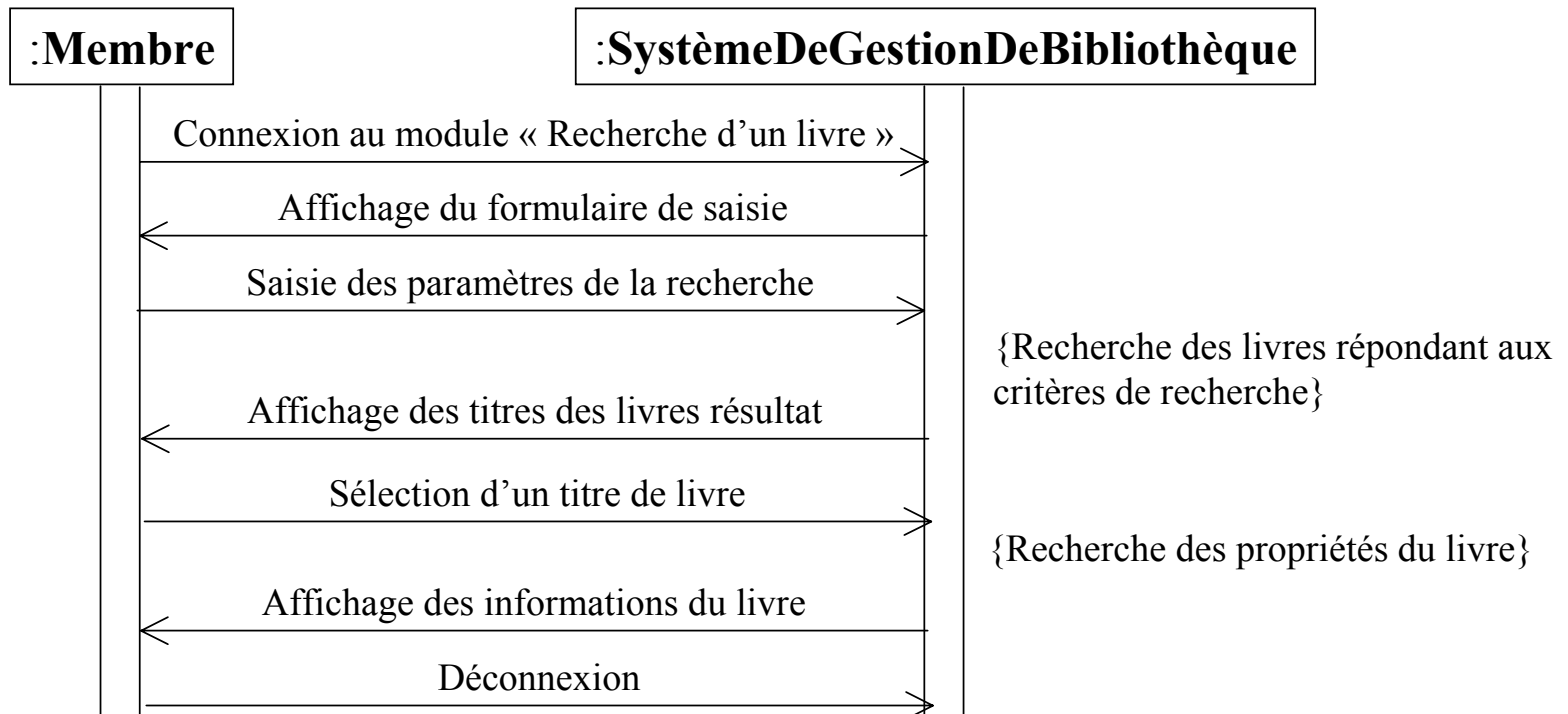 :Membre
:SystèmeDeGestionDeBibliothèque
Connexion au module « Recherche d’un livre »
Affichage du formulaire de saisie
Saisie des paramètres de la recherche
{Recherche des livres répondant aux
critères de recherche}
Affichage des titres des livres résultat
Sélection d’un titre de livre
{Recherche des propriétés du livre}
Affichage des informations du livre
Déconnexion